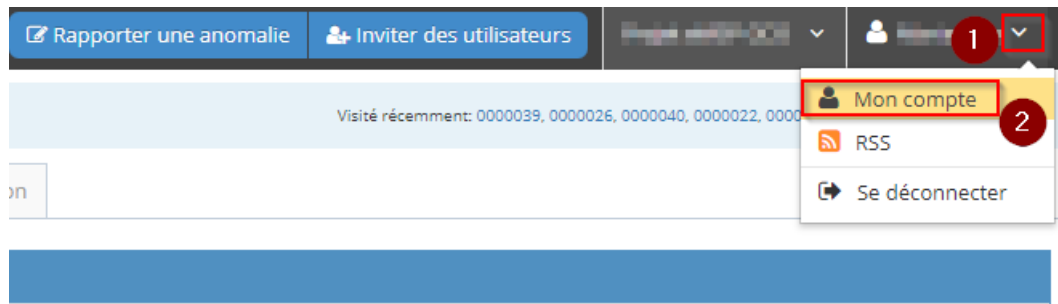 Rapporter une anomalie Inviter des utilisateurs 1
Mon compte 2
Visité récemment: 0000039, 0000026, 0000040, 0000022, 0000
RSS
on
Se déconnecter